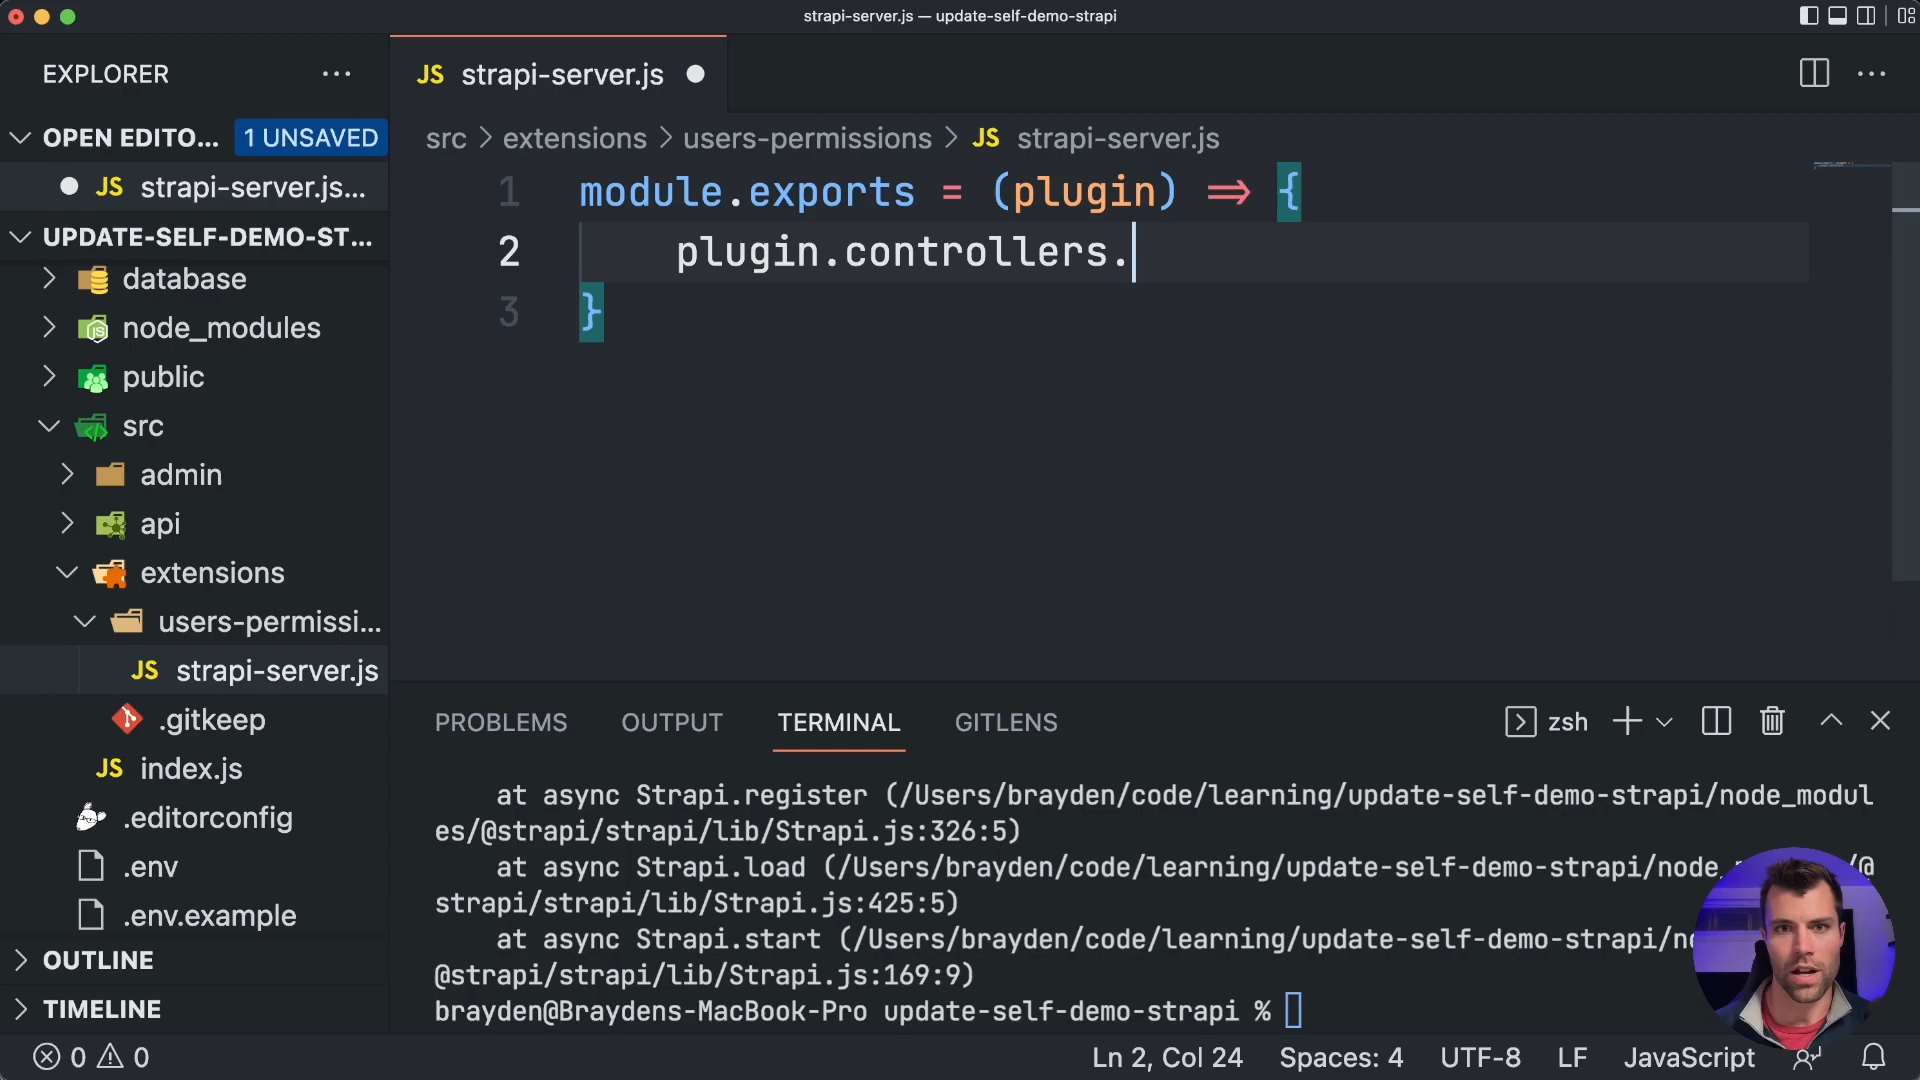 strapi-server.js — update-self-demo-strapi
EXPLORER
JS strapi-server.js
OPEN EDITO... 1 UNSAVED
JS strapi-server.js...
UPDATE-SELF-DEMO-ST...
database
node_modules
public
src
admin
api
extensions
users-permissi...
JS strapi-server.js
.gitkeep
JS index.js
.editorconfig
.env
.env.example
OUTLINE
TIMELINE
src > extensions > users-permissions > JS strapi-server.js
1 module.exports = (plugin) => {
2 plugin.controllers.
3 }
PROBLEMS OUTPUT TERMINAL GITLENS zsh
at async Strapi.register (/Users/brayden/code/learning/update-self-demo-strapi/node_modul
es/@strapi/strapi/lib/Strapi.js:326:5)
at async Strapi.load (/Users/brayden/code/learning/update-self-demo-strapi/node_ /@
strapi/strapi/lib/Strapi.js:425:5)
at async Strapi.start (/Users/brayden/code/learning/update-self-demo-strapi/no
@strapi/strapi/lib/Strapi.js:169:9)
brayden@Braydens-MacBook-Pro update-self-demo-strapi %
0 0 Ln 2, Col 24 Spaces: 4 UTF-8 LF JavaScript